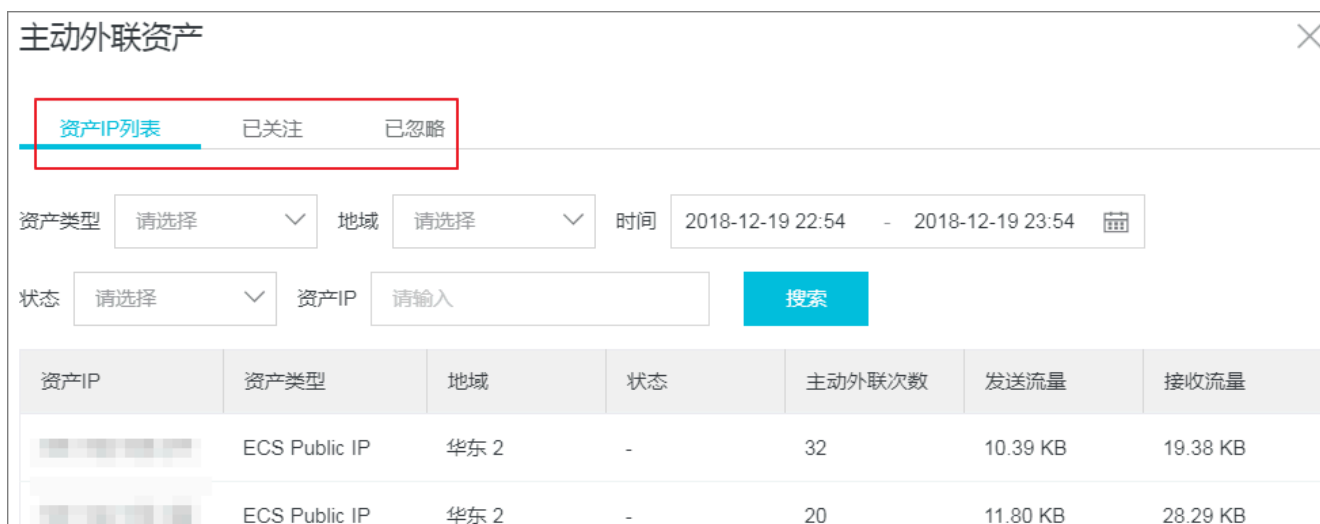 主动外联资产
资产IP列表 已关注 已忽略
资产类型 请选择 地域 请选择 时间 2018-12-19 22:54 - 2018-12-19 23:54
状态 请选择 资产IP 请输入 搜索
资产IP 资产类型 地域 状态 主动外联次数 发送流量 接收流量
ECS Public IP 华东 2 - 32 10.39 KB 19.38 KB
ECS Public IP 华东 2 - 20 11.80 KB 28.29 KB